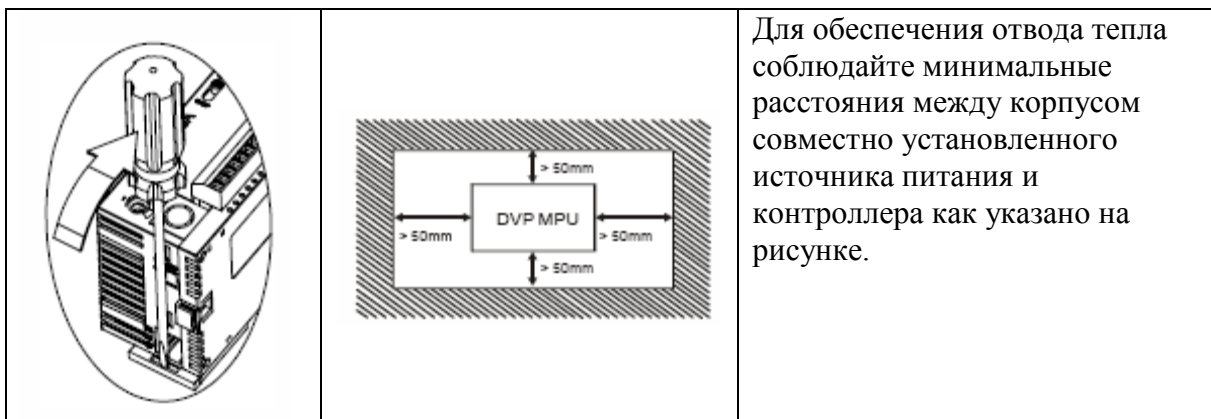 > 50mm
DVP MPU
> 50mm
> 50mm
> 50mm
Для обеспечения отвода тепла
соблюдайте минимальные
расстояния между корпусом
совместно установленного
источника питания и
контроллера как указано на
рисунке.